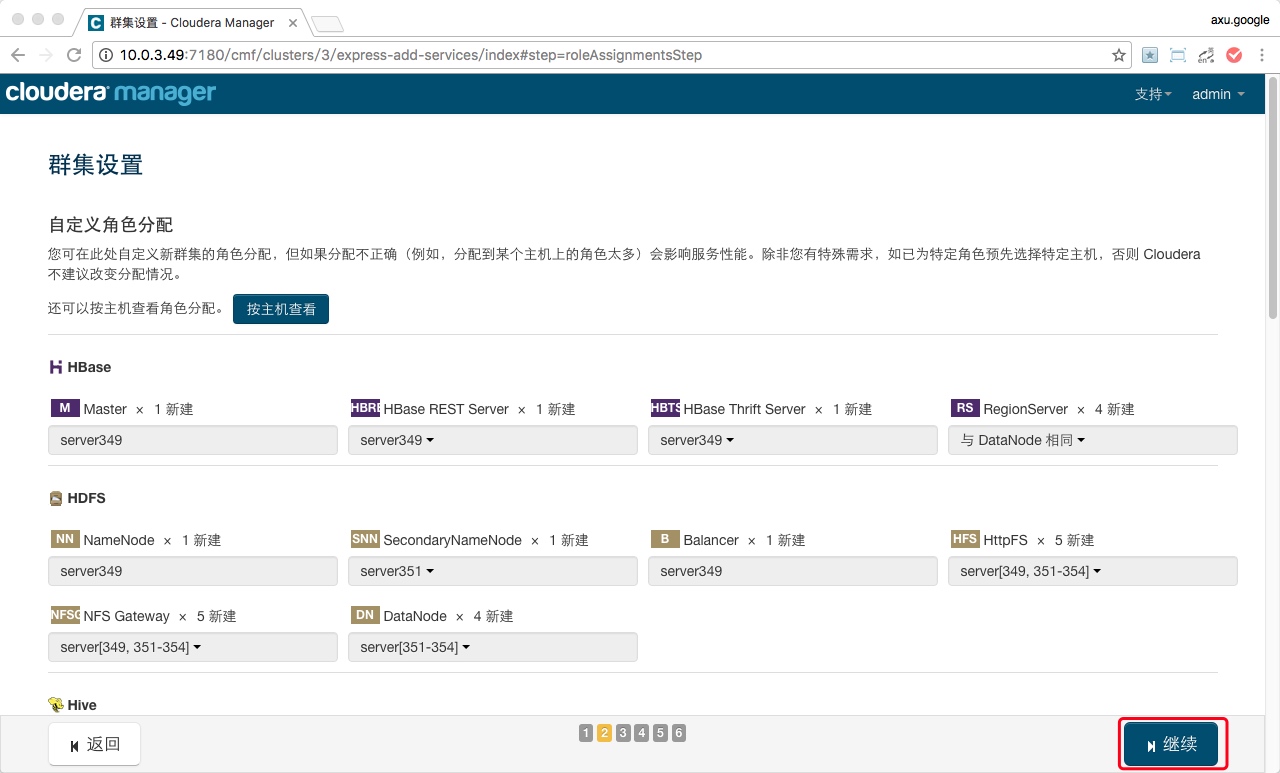 群集设置 - Cloudera Manager
axu.google
10.0.3.49:7180/cmf/clusters/3/express-add-services/index#step=roleAssignmentsStep
cloudera manager
支持 admin
群集设置
自定义角色分配
您可在此处自定义新群集的角色分配，但如果分配不正确（例如，分配到某个主机上的角色太多）会影响服务性能。除非您有特殊需求，如已为特定角色预先选择特定主机，否则 Cloudera
不建议改变分配情况。
还可以按主机查看角色分配。 按主机查看
HBase
M Master × 1 新建 HBRE HBase REST Server × 1 新建 HBTS HBase Thrift Server × 1 新建 RS RegionServer × 4 新建
server349 server349 server349 与 DataNode 相同
HDFS
NN NameNode × 1 新建 SNN SecondaryNameNode × 1 新建 B Balancer × 1 新建 HFS HttpFS × 5 新建
server349 server351 server349 server[349, 351-354]
NFSG NFS Gateway × 5 新建 DN DataNode × 4 新建
server[349, 351-354] server[351-354]
Hive
返回 1 2 3 4 5 6 继续